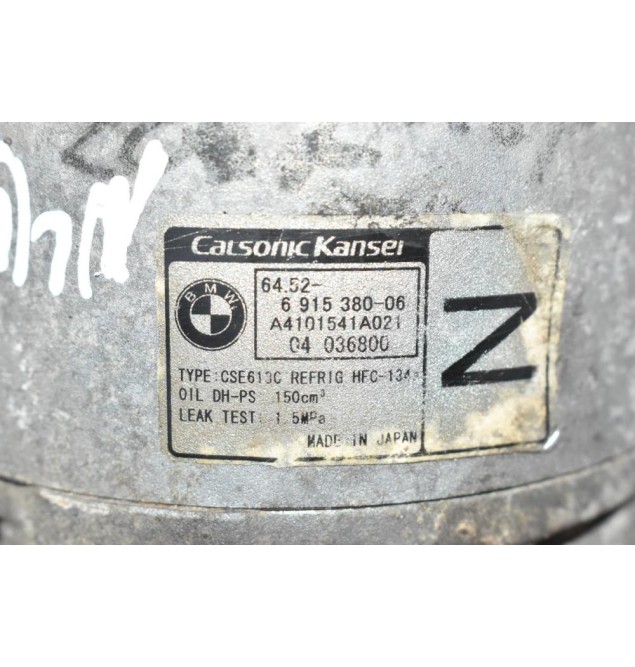 Calsonic Kansei
BMW
64.52-
6 915 380-06
A4101541A021
04 036800
TYPE:CSE613C REFRIG HFC-134a
OIL DH-PS 150cm³
LEAK TEST: 1.5MPa
MADE IN JAPAN
Z